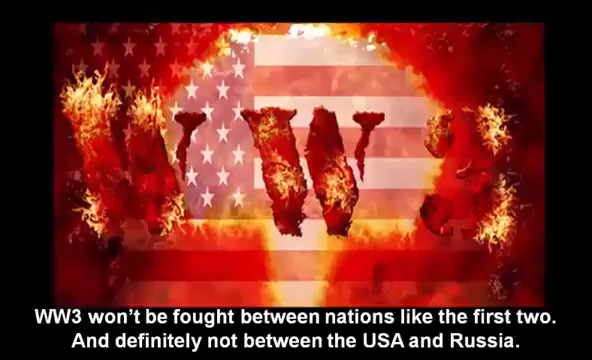 WW3
WW3 won't be fought between nations like the first two.
And definitely not between the USA and Russia.